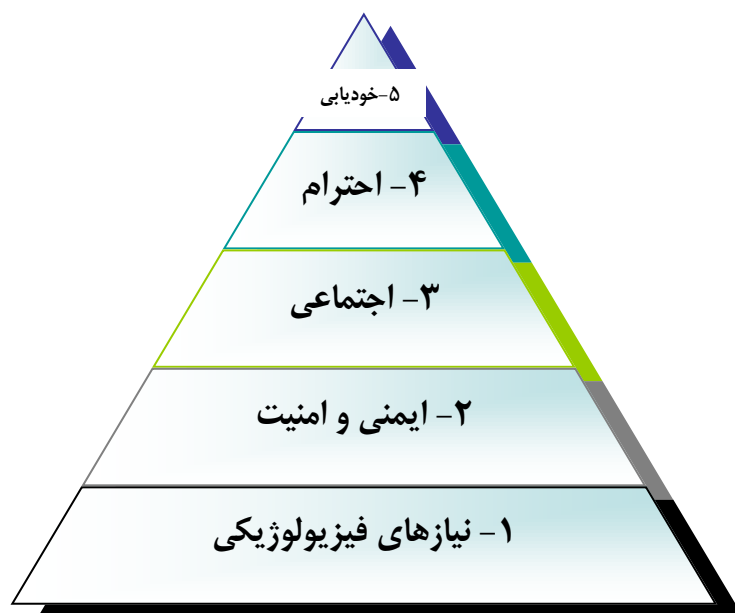 ۵-خودیابی
۴- احترام
۳- اجتماعی
۲- ایمنی و امنیت
۱- نیازهای فیزیولوژیکی